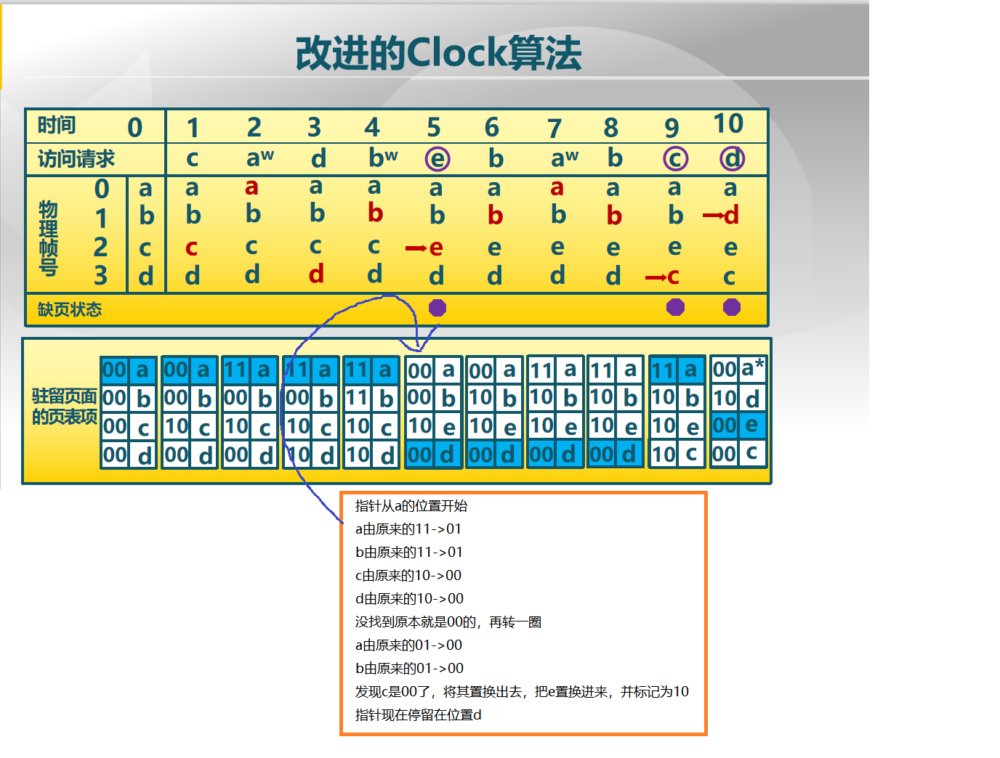 改进的Clock算法
时间 0 1 2 3 4 5 6 7 8 9 10
访问请求 c aw d bw e b aw b c d
物理帧号
0 a a a a a a a a a a a
1 b b b b b b b b b b d
2 c c c c c e e e e e e
3 d d d d d d d d d c c
缺页状态
驻留页面
的页表项
00 a 00 a 11 a 11 a 11 a 00 a 00 a 11 a 11 a 11 a 00 a*
00 b 00 b 00 b 00 b 11 b 00 b 10 b 10 b 10 b 10 b 10 d
00 c 10 c 10 c 10 c 10 c 10 e 10 e 10 e 10 e 10 e 00 e
00 d 00 d 00 d 10 d 10 d 00 d 00 d 00 d 00 d 10 c 00 c
指针从a的位置开始
a由原来的11->01
b由原来的11->01
c由原来的10->00
d由原来的10->00
没找到原本就是00的，再转一圈
a由原来的01->00
b由原来的01->00
发现c是00了，将其置换出去，把e置换进来，并标记为10
指针现在停留在位置d